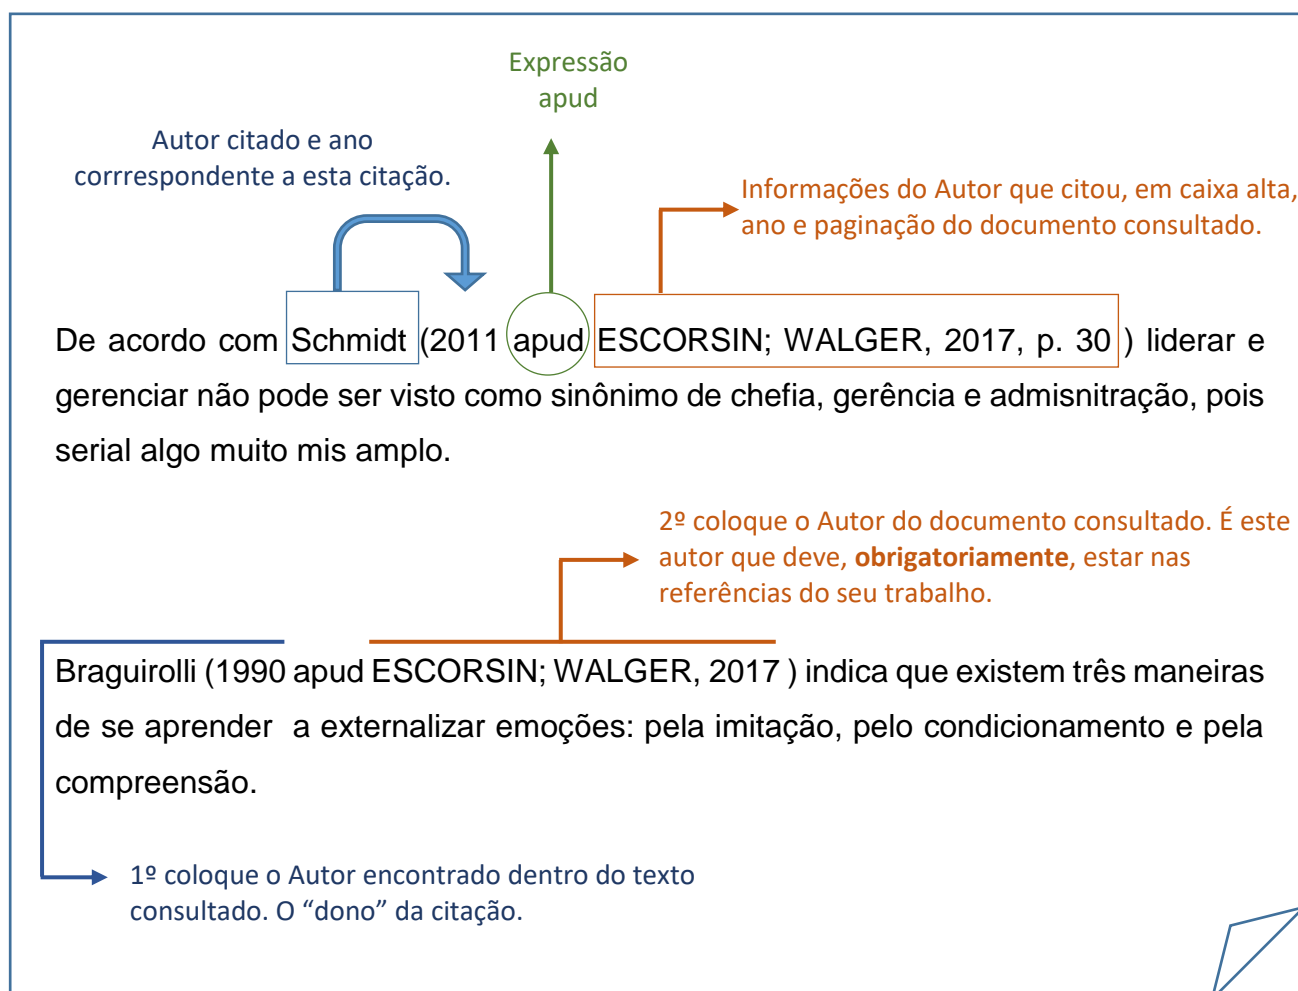 Expressão
apud
Autor citado e ano
corrrespondente a esta citação.
Informações do Autor que citou, em caixa alta,
ano e paginação do documento consultado.
De acordo com Schmidt (2011 apud ESCORSIN; WALGER, 2017, p. 30 ) liderar e
gerenciar não pode ser visto como sinônimo de chefia, gerência e admisnitração, pois
serial algo muito mis amplo.
2º coloque o Autor do documento consultado. É este
autor que deve, obrigatoriamente, estar nas
referências do seu trabalho.
Braguirolli (1990 apud ESCORSIN; WALGER, 2017 ) indica que existem três maneiras
de se aprender  a externalizar emoções: pela imitação, pelo condicionamento e pela
compreensão.
1º coloque o Autor encontrado dentro do texto
consultado. O “dono” da citação.